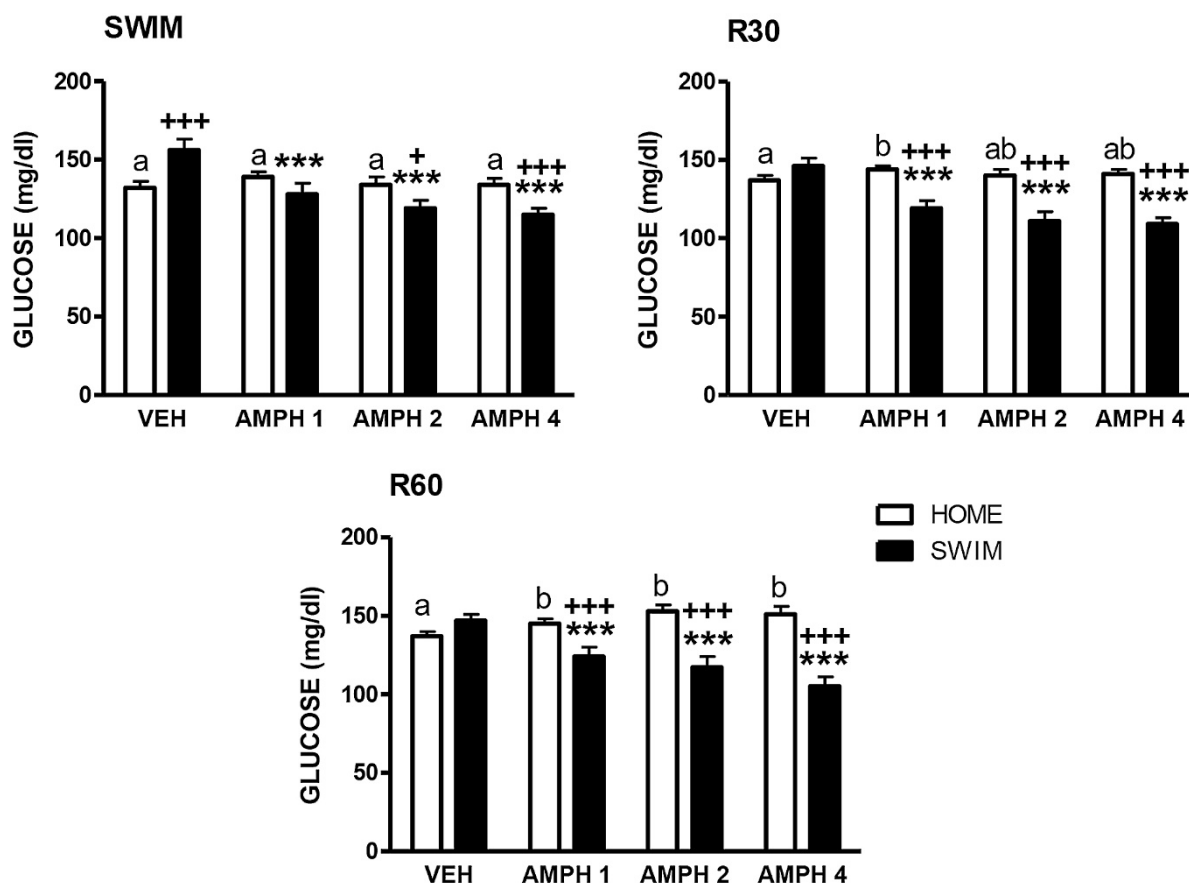 SWIM
GLUCOSE (mg/dl)
200
150
100
50
0
a
+++
a
***
a
+
***
a
+++
***
VEH
AMPH 1
AMPH 2
AMPH 4
R30
GLUCOSE (mg/dl)
200
150
100
50
0
a
b
+++
***
ab
+++
***
ab
+++
***
VEH
AMPH 1
AMPH 2
AMPH 4
R60
GLUCOSE (mg/dl)
200
150
100
50
0
a
b
+++
***
b
+++
***
b
+++
***
VEH
AMPH 1
AMPH 2
AMPH 4
HOME
SWIM